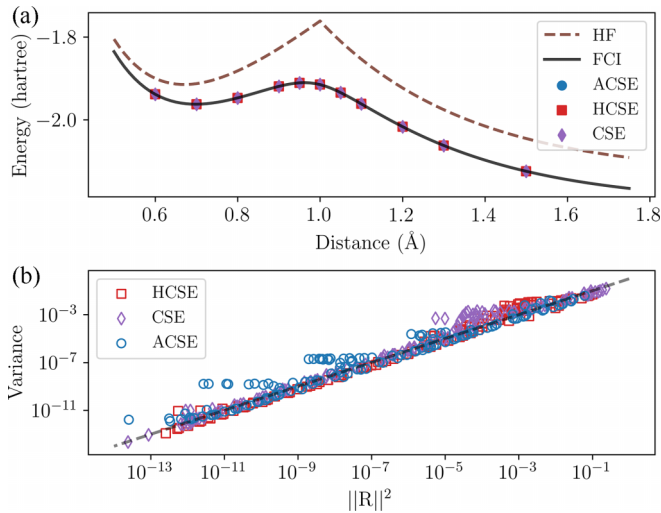 (a)
HF
FCI
ACSE
HCSE
CSE
Energy (hartree)
−1.8
−2.0
0.6 0.8 1.0 1.2 1.4 1.6 1.8
Distance (Å)
(b)
HCSE
CSE
ACSE
Variance
10⁻³
10⁻⁷
10⁻¹¹
10⁻¹³ 10⁻¹¹ 10⁻⁹ 10⁻⁷ 10⁻⁵ 10⁻³ 10⁻¹
||R||²